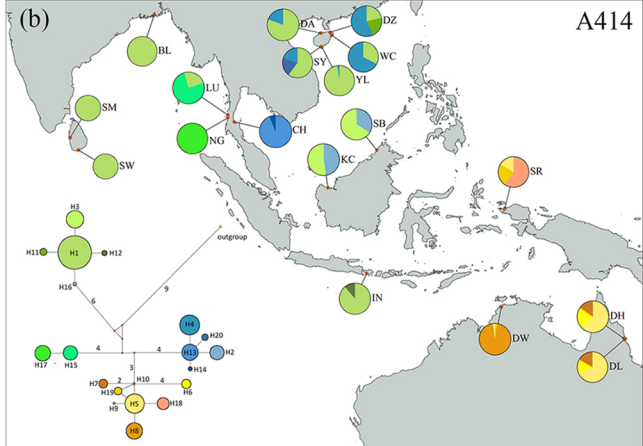 (b)
A414
DA
DZ
BL
SY
WC
YL
LU
SM
CH
SB
NG
SW
KC
SR
H3
outgroup
H11
H1
H12
H16
9
6
IN
H4
H20
DH
4
4
H13
H2
DW
H17
H15
H14
3
H7
2
H10
4
H19
H6
DL
H9
H5
H18
H8